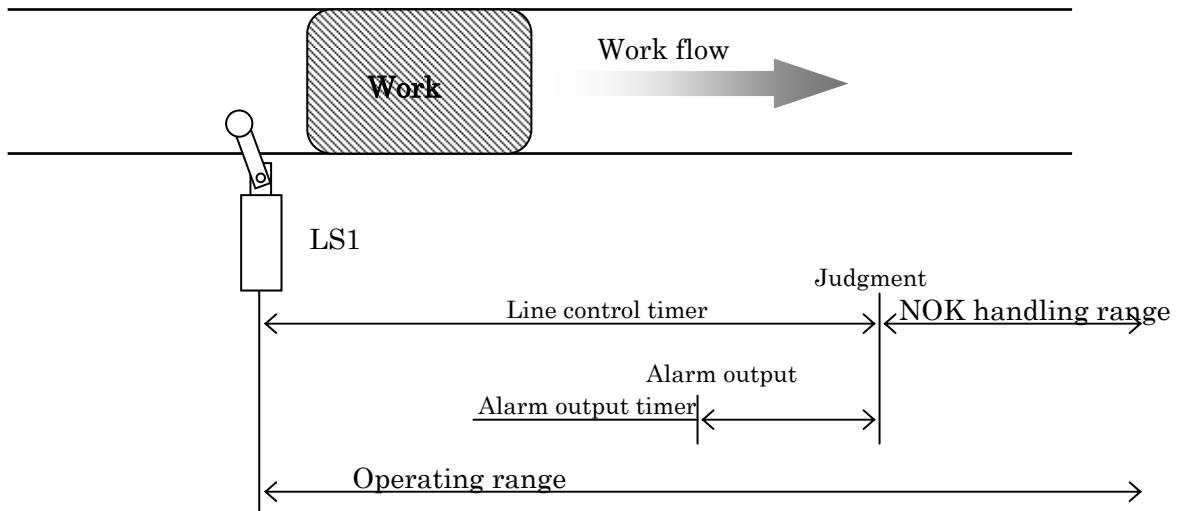 Work flow
Work
LS1
Judgment
Line control timer
NOK handling range
Alarm output
Alarm output timer
Operating range